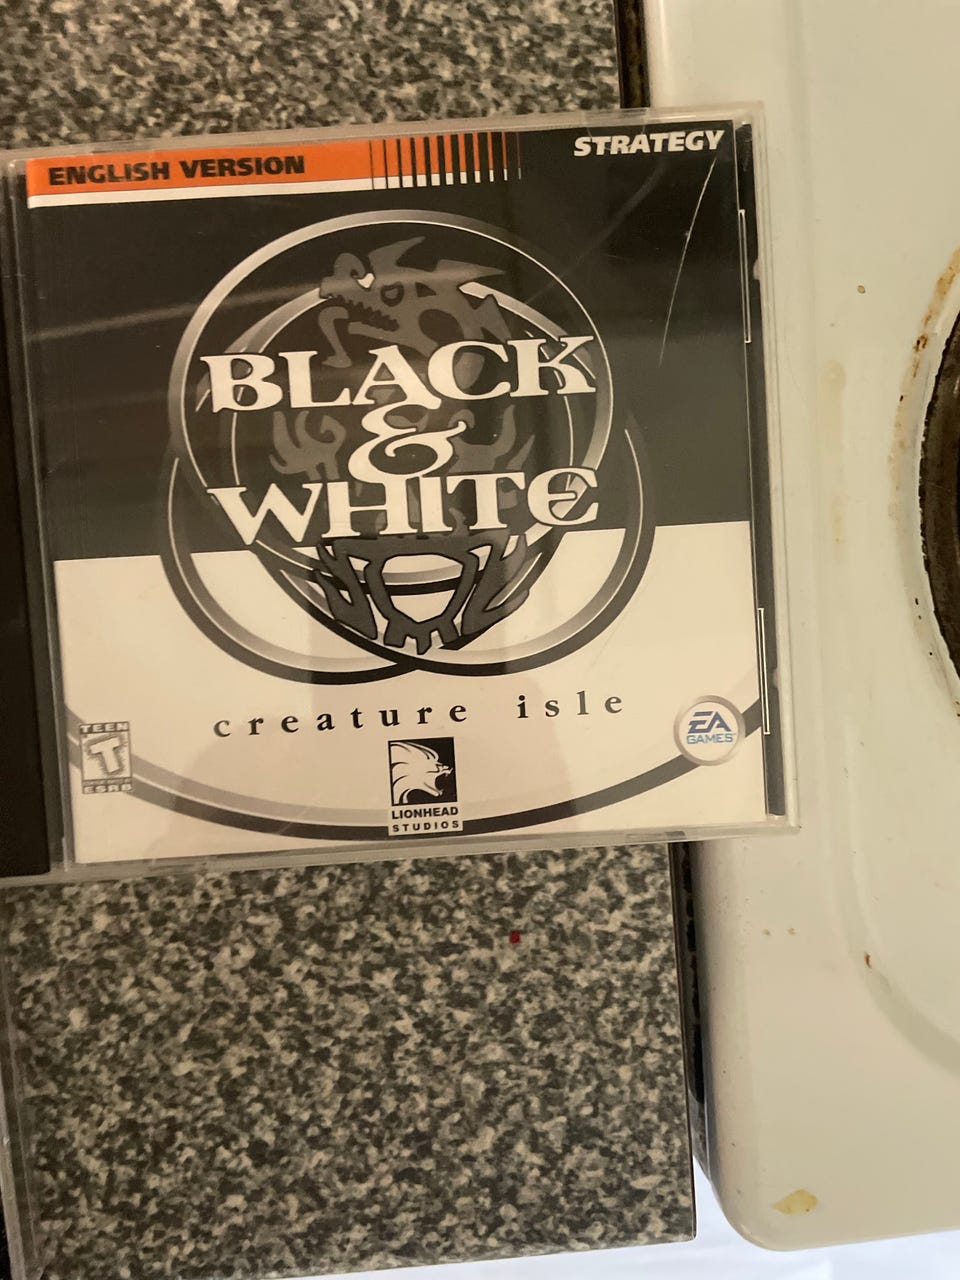 ENGLISH VERSION
STRATEGY
BLACK
&
WHITE
creature isle
TEEN
T
ESRB
EA
GAMES
LIONHEAD
STUDIOS